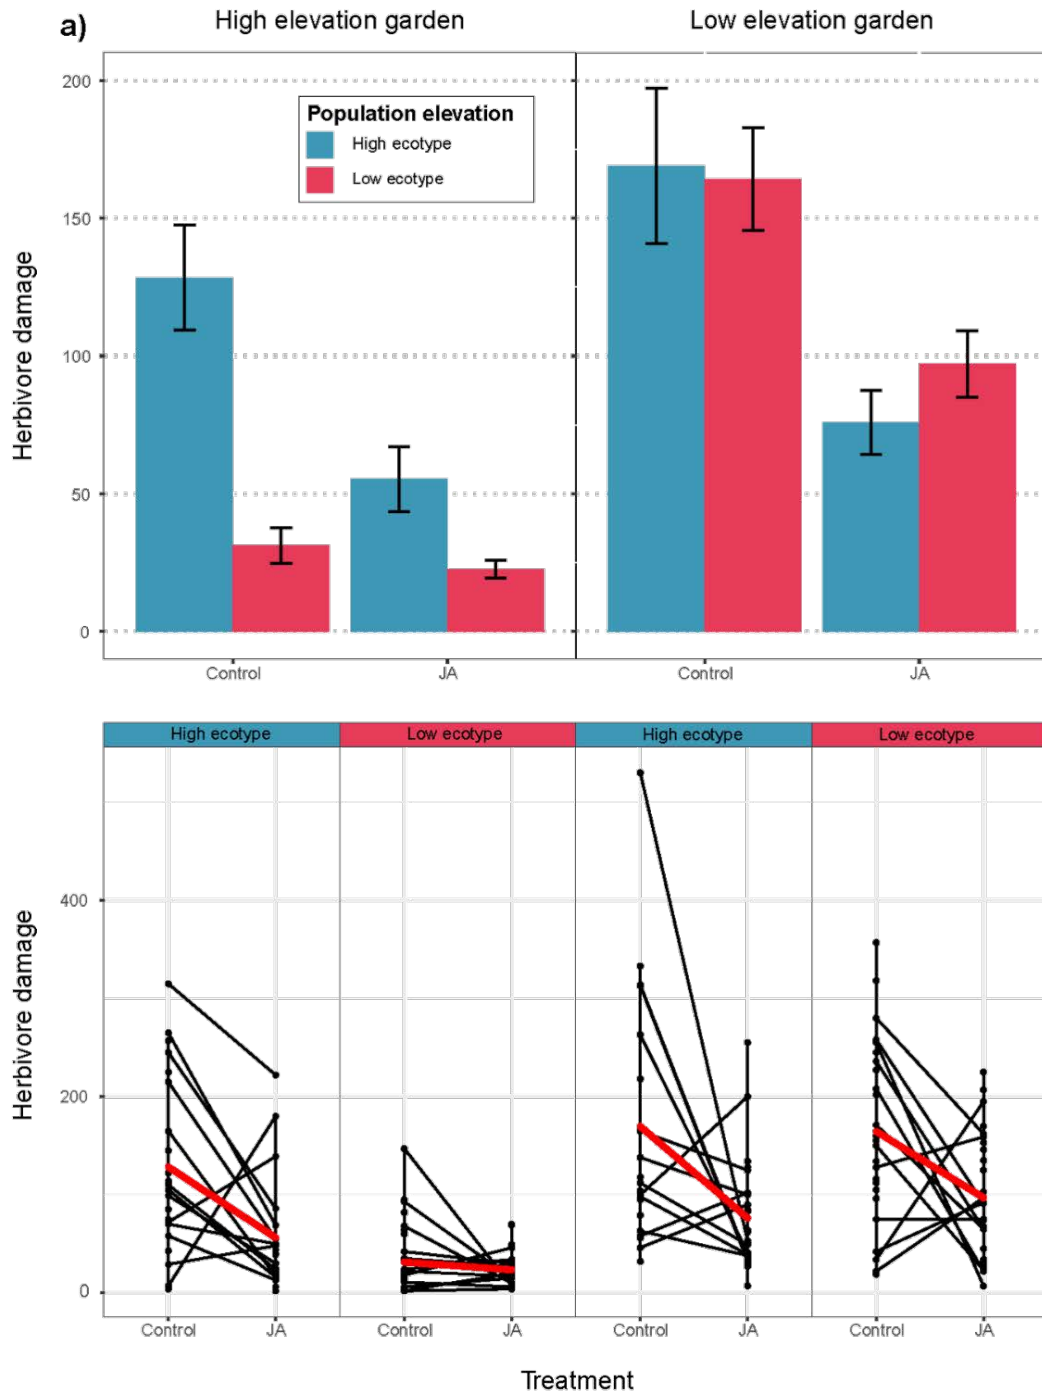 a)
High elevation garden
Low elevation garden
200
150
100
50
0
Herbivore damage
Population elevation
High ecotype
Low ecotype
Control
JA
Control
JA
High ecotype
Low ecotype
High ecotype
Low ecotype
400
200
0
Herbivore damage
Control
JA
Control
JA
Control
JA
Control
JA
Treatment